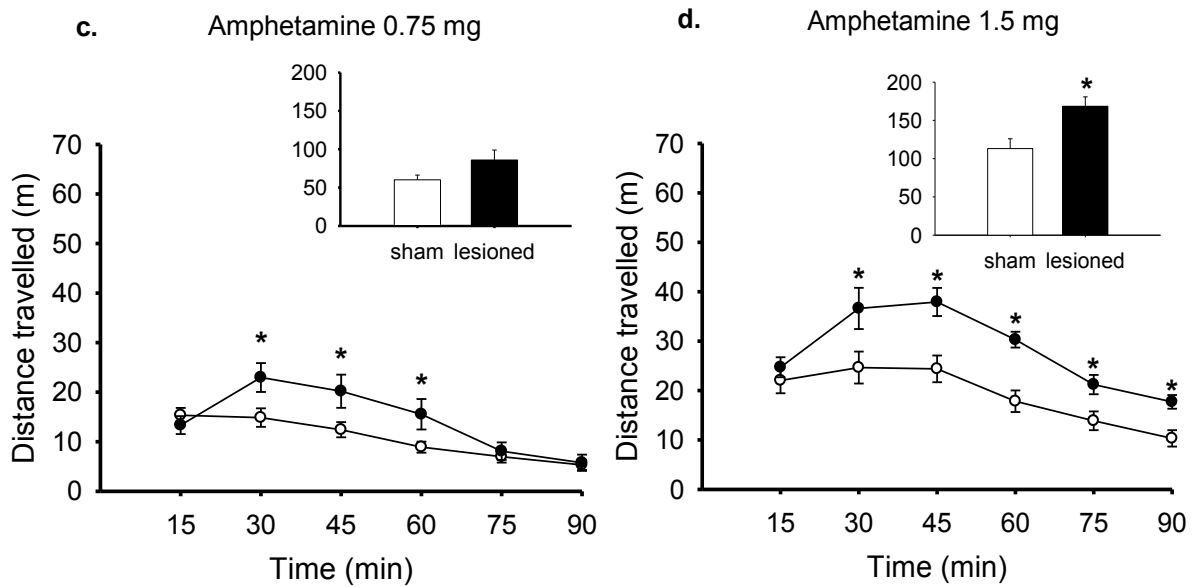 c.
Amphetamine 0.75 mg
200
150
100
50
0
sham lesioned
70
60
50
40
30
20
10
0
Distance travelled (m)
* * *
15 30 45 60 75 90
Time (min)
d.
Amphetamine 1.5 mg
200
150
100
50
0
*
sham lesioned
70
60
50
40
30
20
10
0
Distance travelled (m)
* * * * *
15 30 45 60 75 90
Time (min)